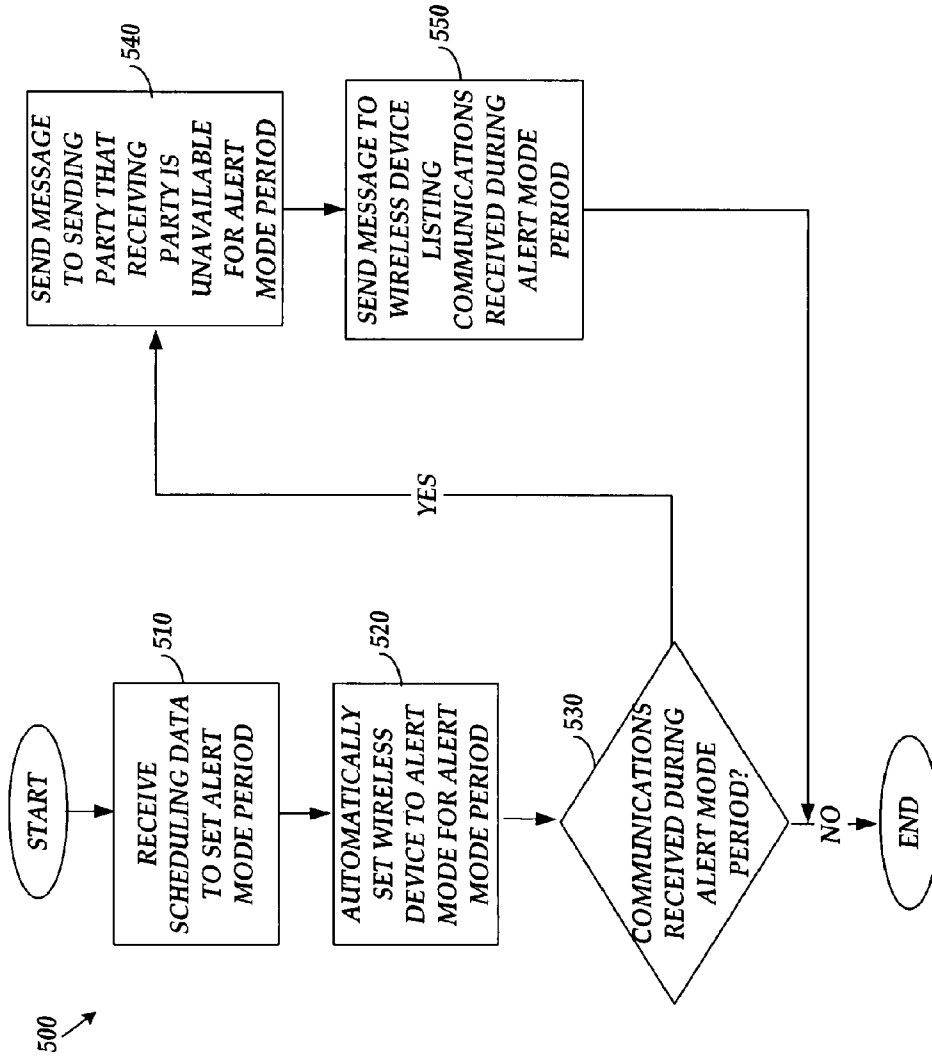 500
START
RECEIVE
SCHEDULING DATA
TO SET ALERT
MODE PERIOD
510
AUTOMATICALLY
SET WIRELESS
DEVICE TO ALERT
MODE FOR ALERT
MODE PERIOD
520
COMMUNICATIONS
RECEIVED DURING
ALERT MODE
PERIOD?
530
YES
SEND MESSAGE
TO SENDING
PARTY THAT
RECEIVING
PARTY IS
UNAVAILABLE
FOR ALERT
MODE PERIOD
540
SEND MESSAGE TO
WIRELESS DEVICE
LISTING
COMMUNICATIONS
RECEIVED DURING
ALERT MODE
PERIOD
550
NO
END